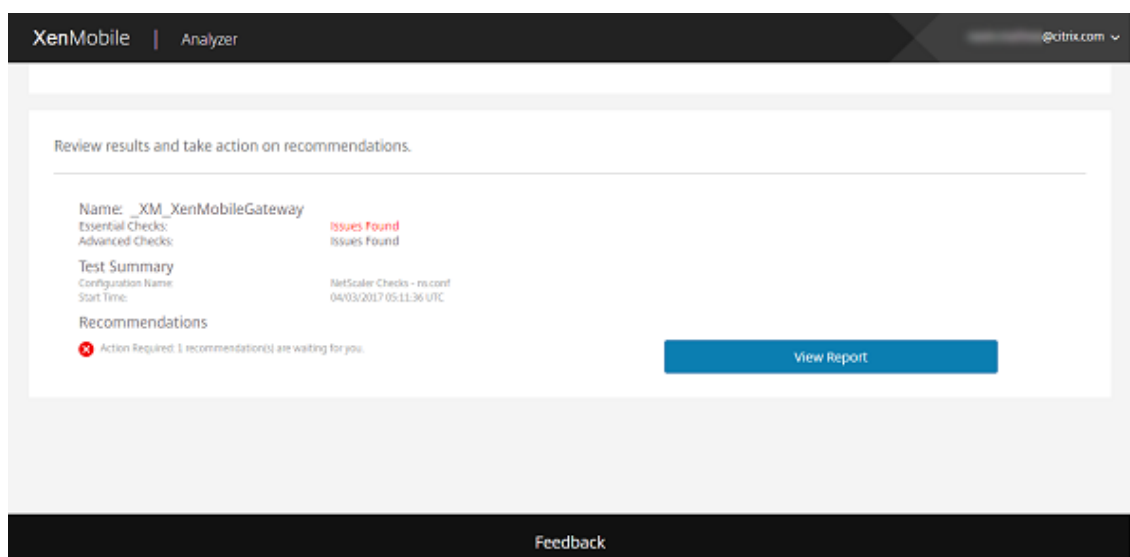 XenMobile | Analyzer
@citrix.com
Review results and take action on recommendations.
Name: _XM_XenMobileGateway
Essential Checks: Issues Found
Advanced Checks: Issues Found
Test Summary
Configuration Name: NetScaler Checks - ns.conf
Start Time: 04/03/2017 05:11:36 UTC
Recommendations
Action Required: 1 recommendation(s) are waiting for you.
View Report
Feedback